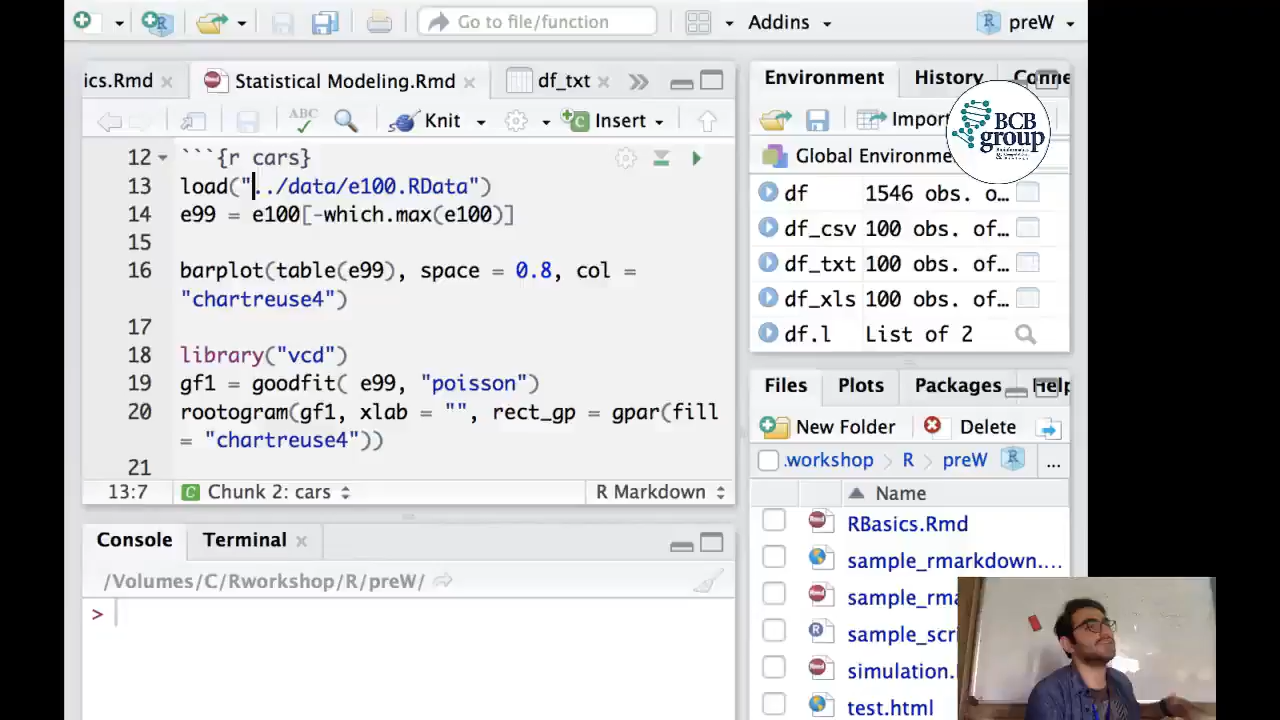 Go to file/function
Addins
preW
ics.Rmd
Statistical Modeling.Rmd
df_txt
ABC
Knit
Insert
12 ```{r cars}
13 load("../data/e100.RData")
14 e99 = e100[-which.max(e100)]
15
16 barplot(table(e99), space = 0.8, col =
"chartreuse4")
17
18 library("vcd")
19 gf1 = goodfit( e99, "poisson")
20 rootogram(gf1, xlab = "", rect_gp = gpar(fill
= "chartreuse4"))
21
13:7
C Chunk 2: cars
R Markdown
Console
Terminal
/Volumes/C/Rworkshop/R/preW/
>
Environment
History
Conne
Import
BCB
group
Global Environme
df 1546 obs. o...
df_csv 100 obs. of...
df_txt 100 obs. of...
df_xls 100 obs. of...
df.l List of 2
Files
Plots
Packages
Help
New Folder
Delete
.workshop
R
preW
...
Name
RBasics.Rmd
sample_rmarkdown....
sample_rma
sample_scri
simulation.
test.html